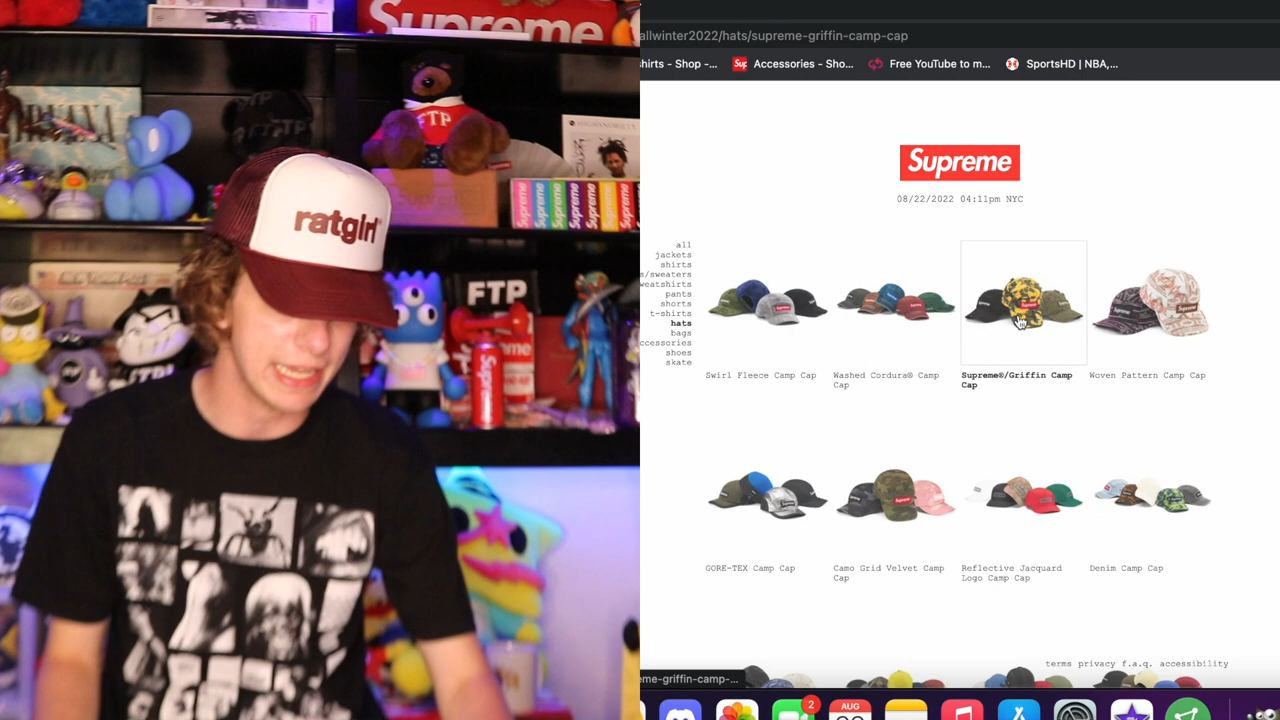 Supreme
FTP
FTP
ratgirl
FTP
Supreme
Supreme
allwinter2022/hats/supreme-griffin-camp-cap
shirts - Shop -...
Sup
Accessories - Sho...
Free YouTube to m...
SportsHD | NBA,...
Supreme
08/22/2022 04:11pm NYC
all
jackets
shirts
s/sweaters
weatshirts
pants
shorts
t-shirts
hats
bags
ccessories
shoes
skate
Swirl Fleece Camp Cap
Washed Cordura® Camp
Cap
Supreme®/Griffin Camp
Cap
Woven Pattern Camp Cap
GORE-TEX Camp Cap
Camo Grid Velvet Camp
Cap
Reflective Jacquard
Logo Camp Cap
Denim Camp Cap
terms privacy f.a.q. accessibility
eme-griffin-camp-...
2
AUG